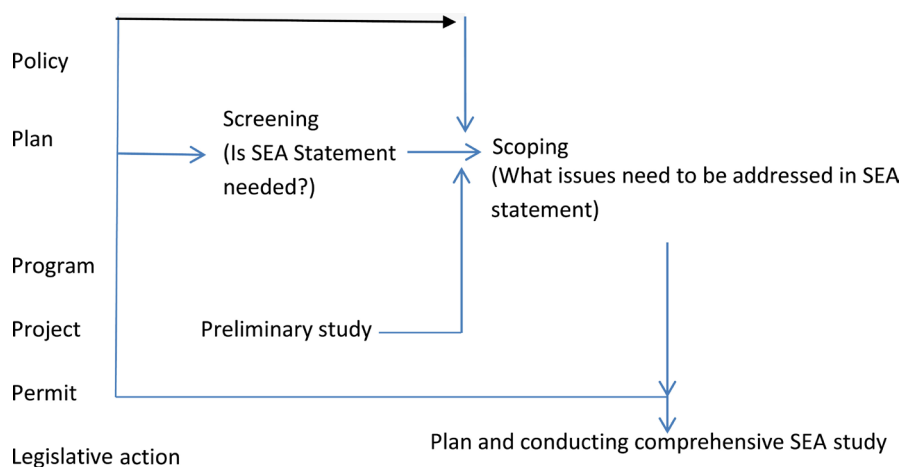 Policy
Plan
Screening
(Is SEA Statement
needed?)
Scoping
(What issues need to be addressed in SEA
statement)
Program
Project
Preliminary study
Permit
Legislative action
Plan and conducting comprehensive SEA study